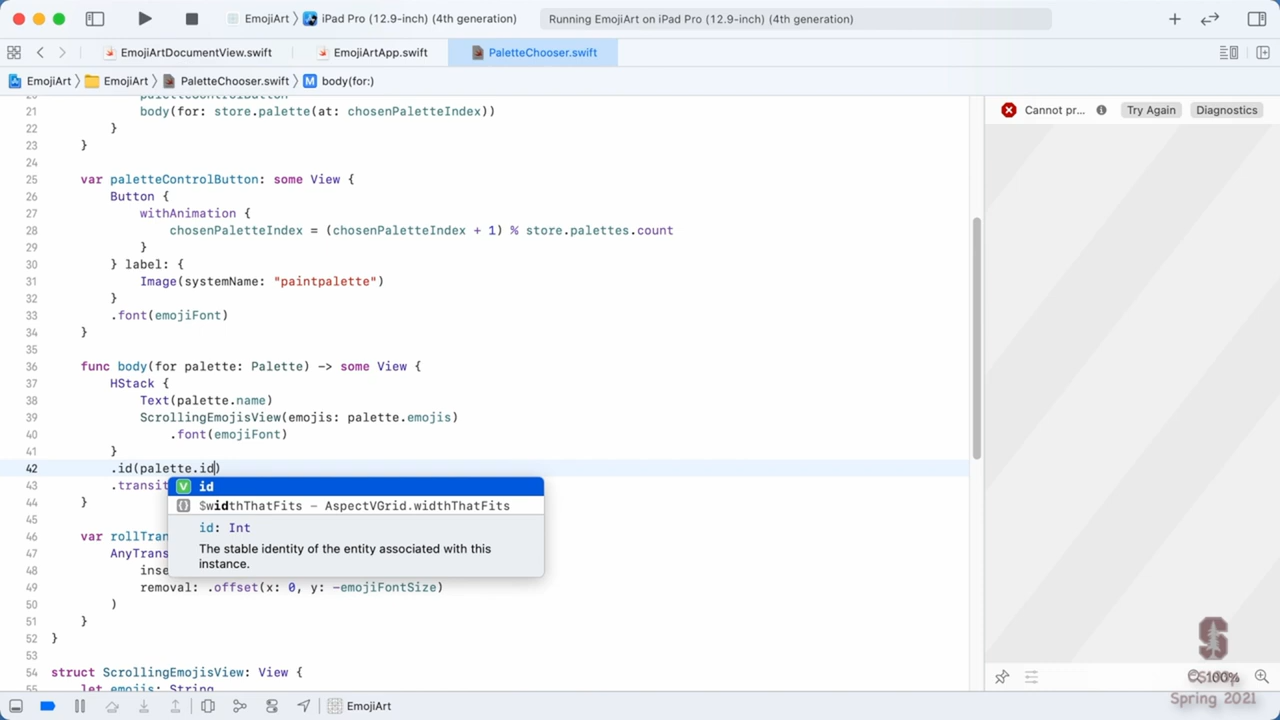 EmojiArt 〉 iPad Pro (12.9-inch) (4th generation)
Running EmojiArt on iPad Pro (12.9-inch) (4th generation)
EmojiArtDocumentView.swift
EmojiArtApp.swift
PaletteChooser.swift
EmojiArt 〉 EmojiArt 〉 PaletteChooser.swift 〉 M body(for:)
21 body(for: store.palette(at: chosenPaletteIndex))
22 }
23 }
24
25 var paletteControlButton: some View {
26 Button {
27 withAnimation {
28 chosenPaletteIndex = (chosenPaletteIndex + 1) % store.palettes.count
29 }
30 } label: {
31 Image(systemName: "paintpalette")
32 }
33 .font(emojiFont)
34 }
35
36 func body(for palette: Palette) -> some View {
37 HStack {
38 Text(palette.name)
39 ScrollingEmojisView(emojis: palette.emojis)
40 .font(emojiFont)
41 }
42 .id(palette.id)
43 .transit
44 }
45
46 var rollTran
47 AnyTrans
48 inse
49 removal: .offset(x: 0, y: -emojiFontSize)
50 )
51 }
52 }
53
54 struct ScrollingEmojisView: View {
55 let emojis: String
V id
{} $widthThatFits – AspectVGrid.widthThatFits
id: Int
The stable identity of the entity associated with this
instance.
Cannot pr...
Try Again
Diagnostics
100%
S
CS193p
Spring 2021
EmojiArt